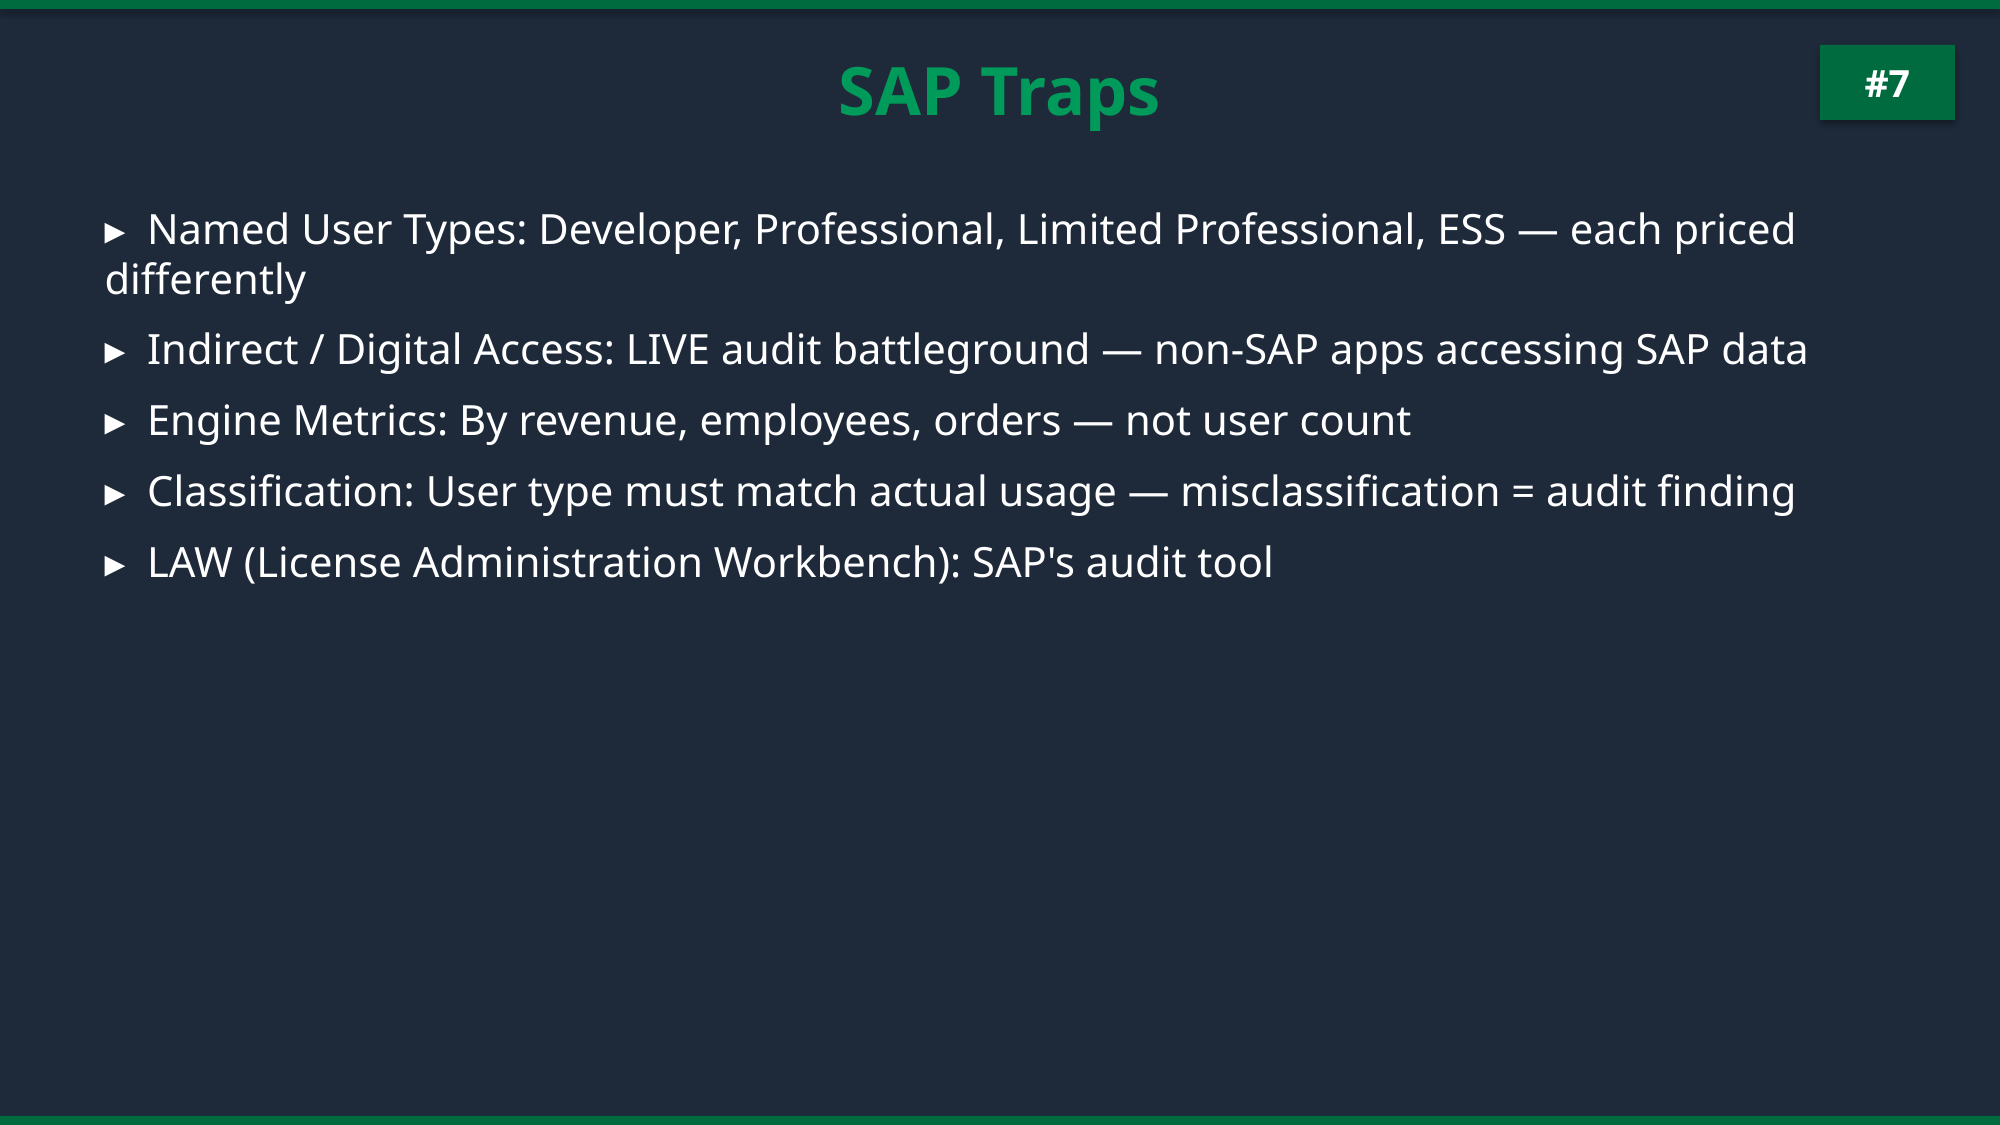 SAP Traps
#7
▸ Named User Types: Developer, Professional, Limited Professional, ESS — each priced
differently
▸ Indirect / Digital Access: LIVE audit battleground — non-SAP apps accessing SAP data
▸ Engine Metrics: By revenue, employees, orders — not user count
▸ Classification: User type must match actual usage — misclassification = audit finding
▸ LAW (License Administration Workbench): SAP's audit tool